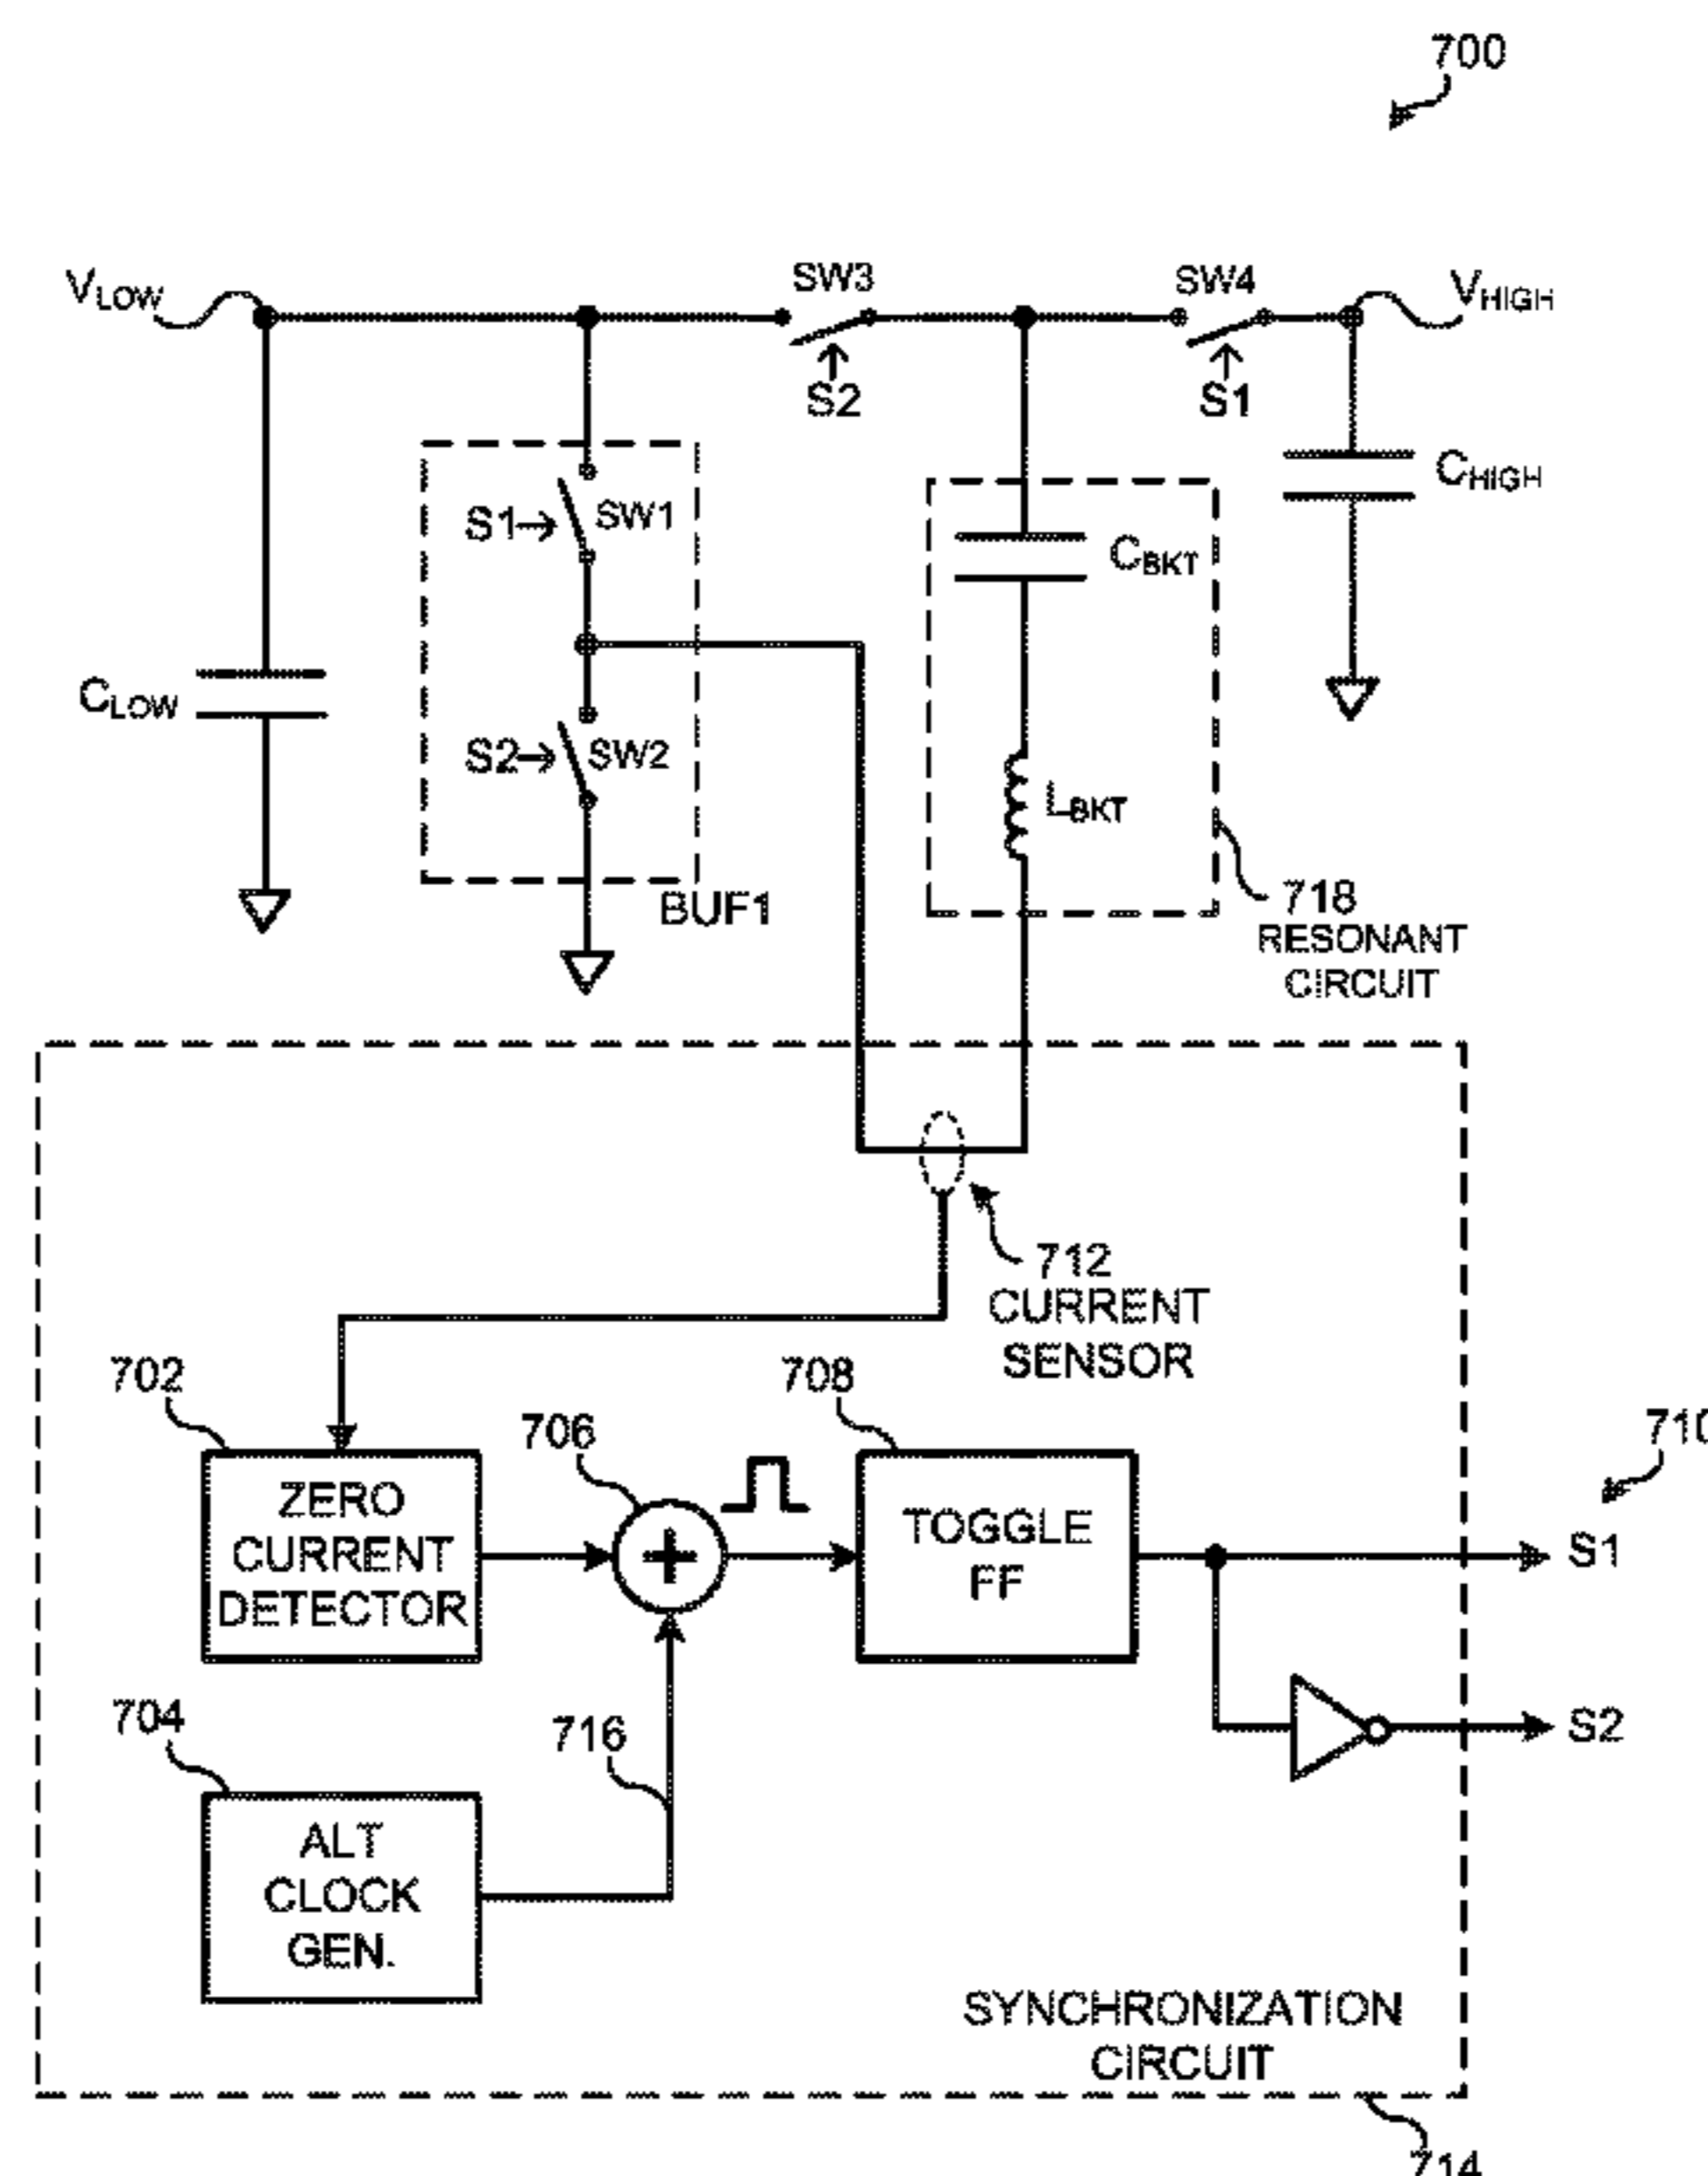 700
VLOW
SW3
SW4
VHIGH
S2
S1
S1
SW1
CBKT
CHIGH
CLOW
S2
SW2
LBKT
BUF1
718
RESONANT
CIRCUIT
712
CURRENT
SENSOR
702
706
708
710
ZERO
CURRENT
DETECTOR
+
TOGGLE
FF
S1
704
716
S2
ALT
CLOCK
GEN.
SYNCHRONIZATION
CIRCUIT
714